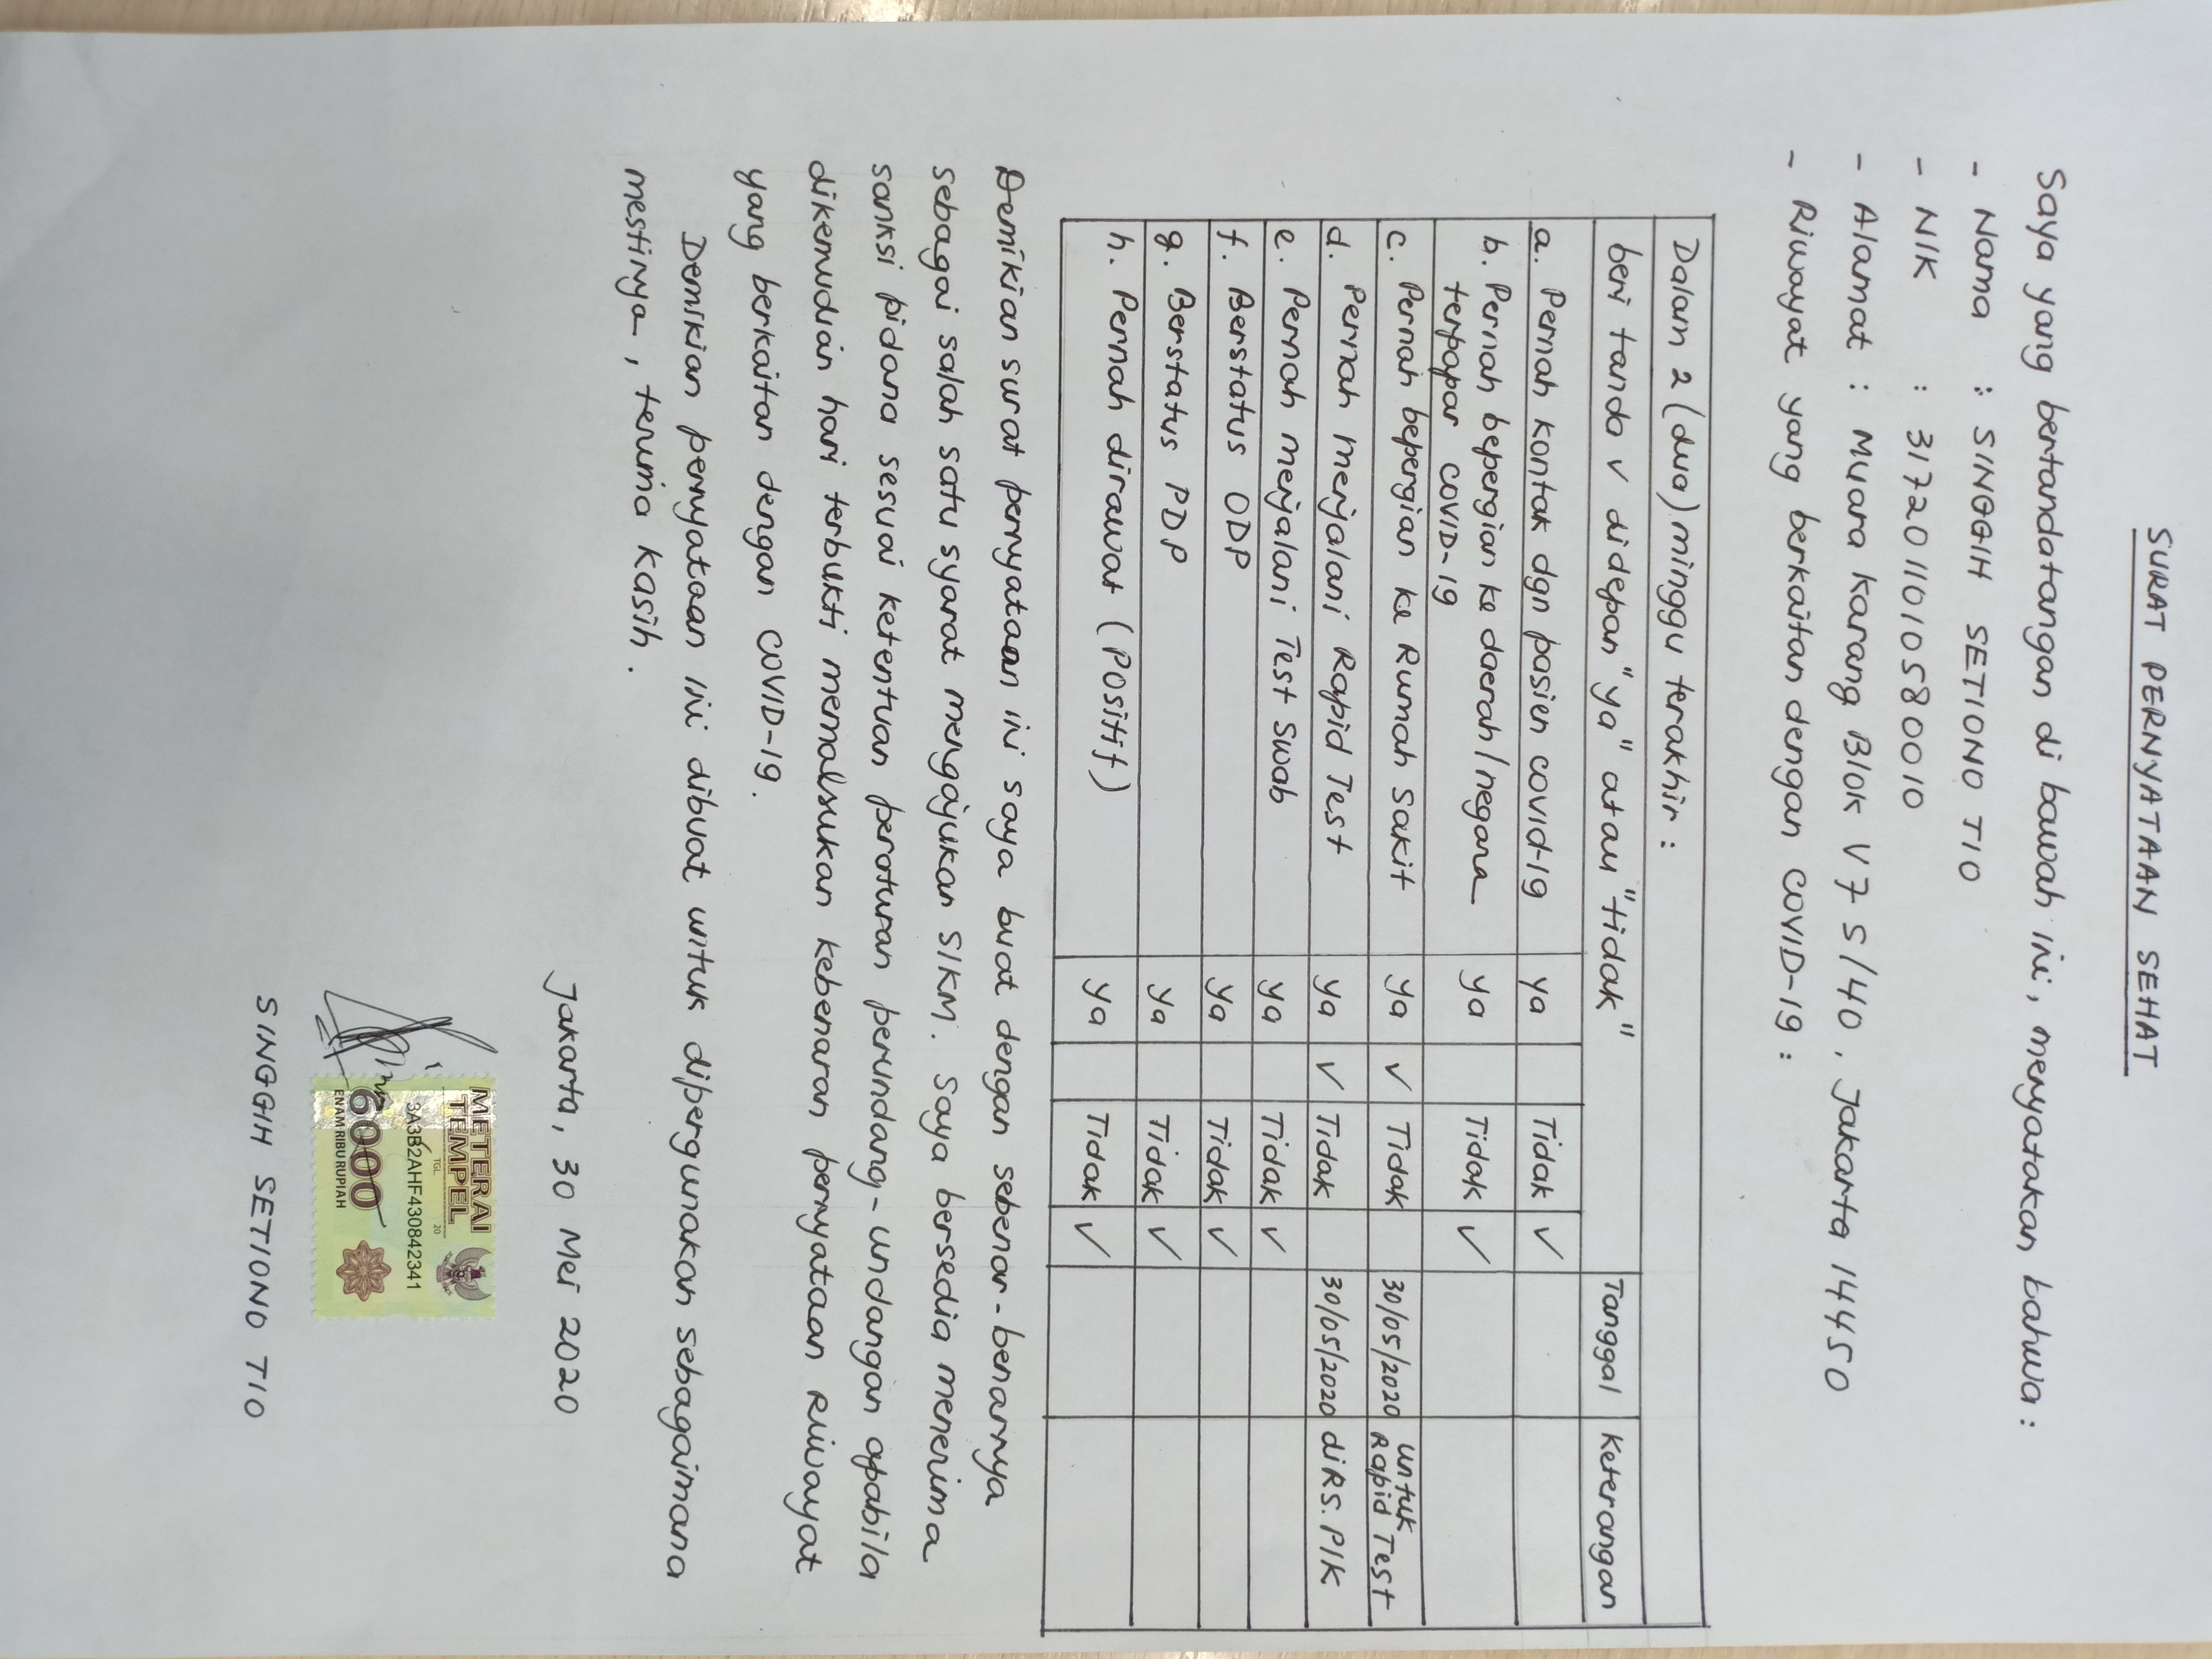 SURAT PERNYATAAN SEHAT
Saya yang bertandatangan di bawah ini, menyatakan bahwa :
- Nama : SINGGIH SETIONO TIO
- NIK : 3172011010580010
- Alamat : Muara Karang Blok V 7 S/40, Jakarta 14450
- Riwayat yang berkaitan dengan COVID-19 :
Dalam 2 (dua) minggu terakhir :
beri tanda ✓ didepan "ya" atau "tidak" Tanggal Keterangan
a. Pernah kontak dgn pasien covid-19 ya Tidak ✓
b. Pernah bepergian ke daerah/negara
terpapar COVID-19 ya Tidak ✓
c. Pernah bepergian ke Rumah Sakit ya ✓ Tidak 30/05/2020 untuk
Rapid Test
d. Pernah menjalani Rapid Test ya ✓ Tidak 30/05/2020 di RS. PIK
e. Pernah menjalani Test Swab ya Tidak ✓
f. Berstatus ODP ya Tidak ✓
g. Berstatus PDP ya Tidak ✓
h. Pernah dirawat (Positif) ya Tidak ✓
Demikian surat pernyataan ini saya buat dengan sebenar-benarnya
sebagai salah satu syarat mengajukan SIKM. Saya bersedia menerima
sanksi pidana sesuai ketentuan peraturan perundang-undangan apabila
dikemudian hari terbukti memalsukan kebenaran pernyataan Riwayat
yang berkaitan dengan COVID-19.
Demikian pernyataan ini dibuat untuk dipergunakan sebagaimana
mestinya, terima kasih.
Jakarta, 30 Mei 2020
METERAI
TEMPEL
TGL. 20
3A3B2AHF430842341
6000
ENAM RIBU RUPIAH
SINGGIH SETIONO TIO